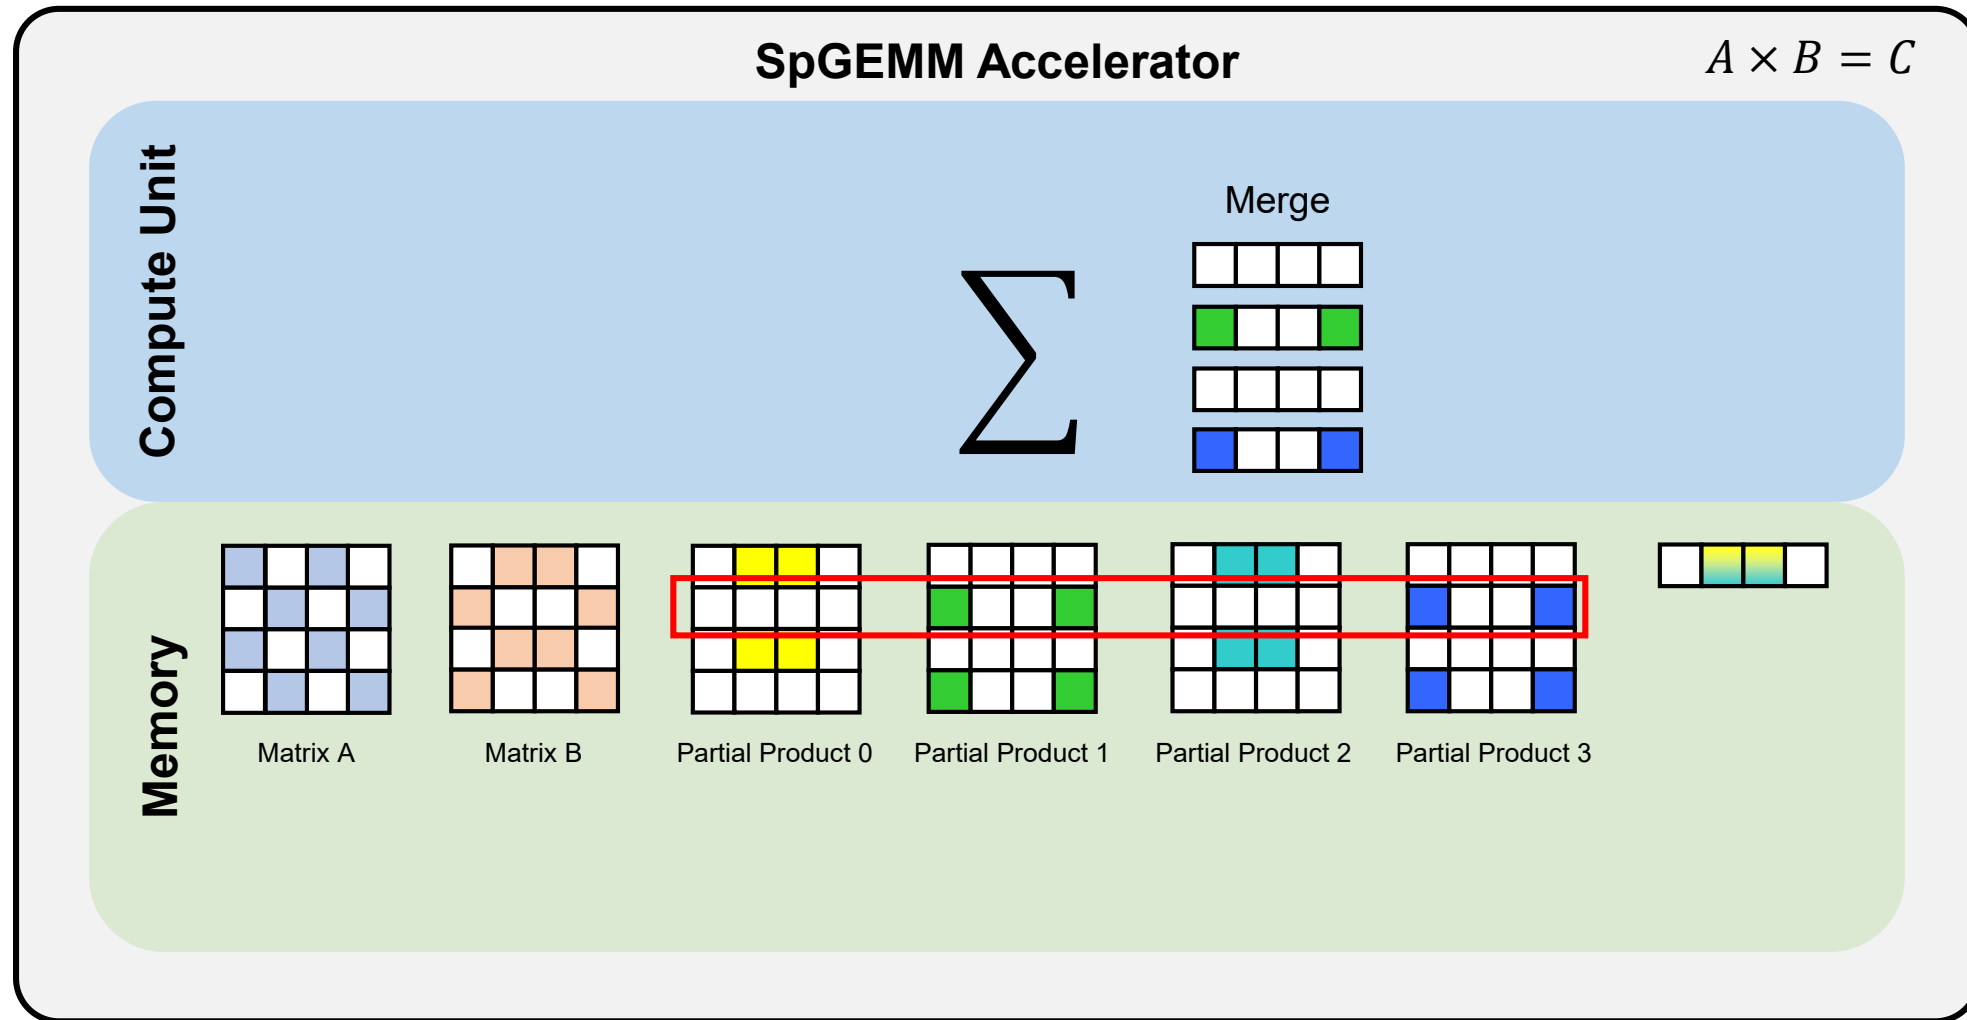 SpGEMM Accelerator
A × B = C
Compute Unit
Merge
∑
Memory
Matrix A
Matrix B
Partial Product 0
Partial Product 1
Partial Product 2
Partial Product 3